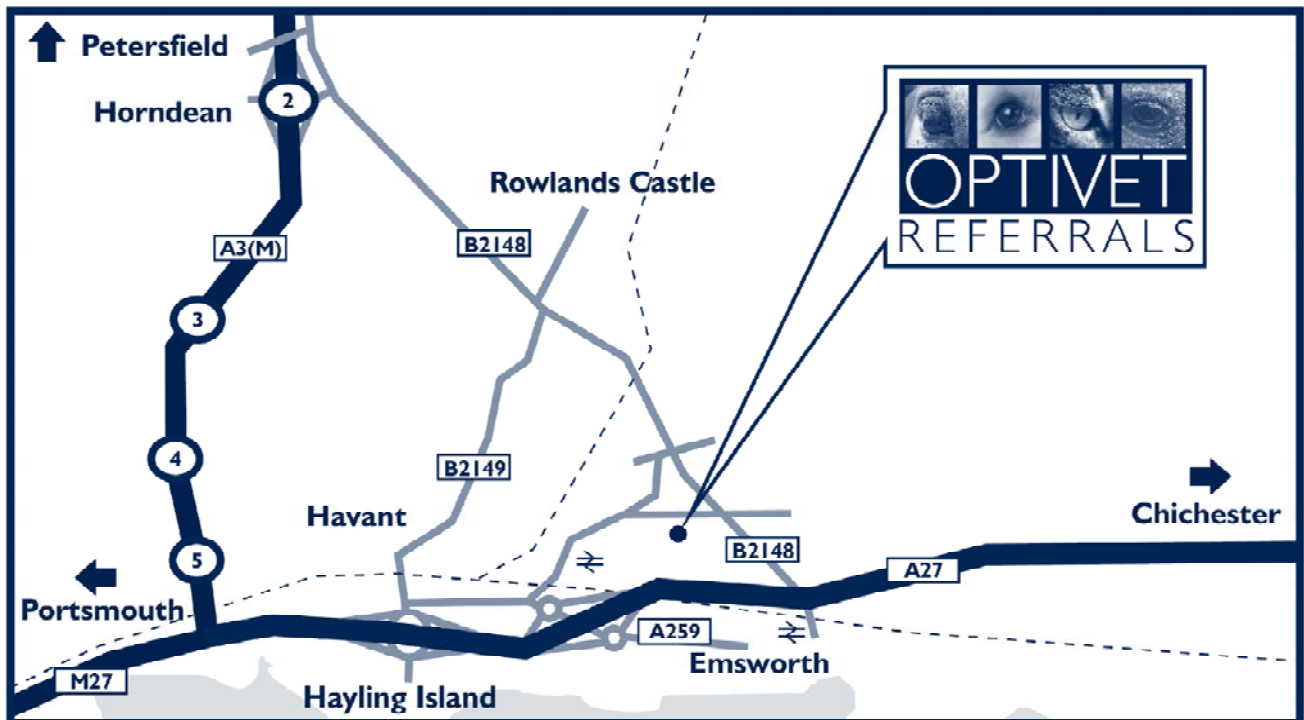 Petersfield
2
Horndean
OPTIVET
REFERRALS
Rowlands Castle
A3(M)
B2148
3
4
B2149
Havant
Chichester
5
B2148
A27
Portsmouth
A259
Emsworth
M27
Hayling Island